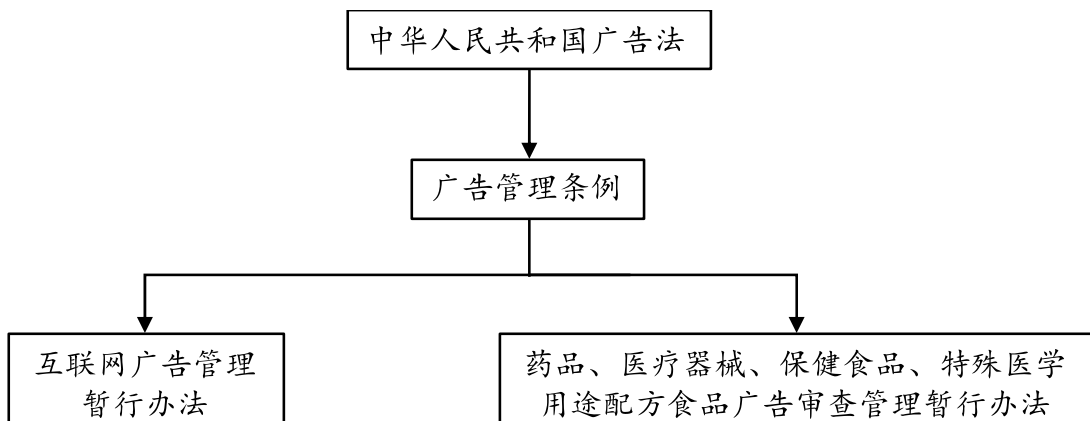 中华人民共和国广告法
广告管理条例
互联网广告管理
暂行办法
药品、医疗器械、保健食品、特殊医学
用途配方食品广告审查管理暂行办法